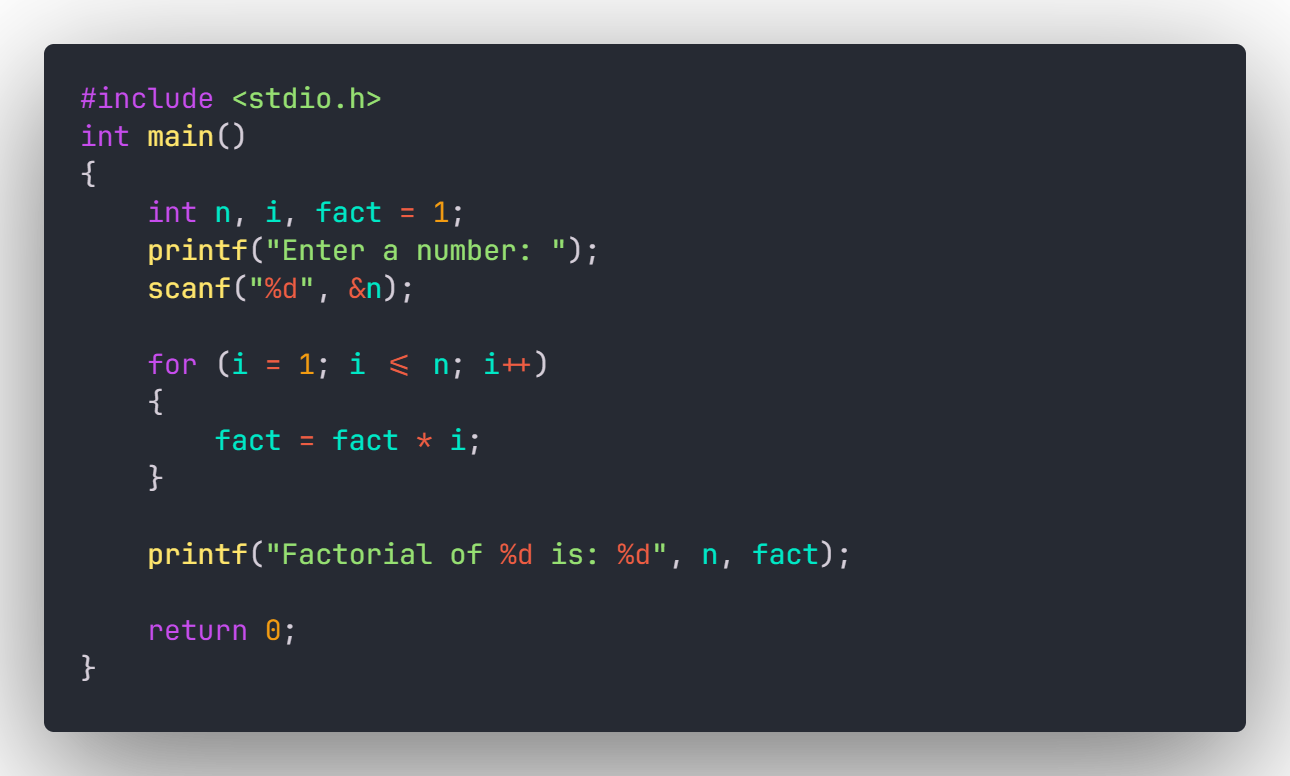 #include <stdio.h>
int main()
{
    int n, i, fact = 1;
    printf("Enter a number: ");
    scanf("%d", &n);

    for (i = 1; i <= n; i++)
    {
        fact = fact * i;
    }

    printf("Factorial of %d is: %d", n, fact);

    return 0;
}